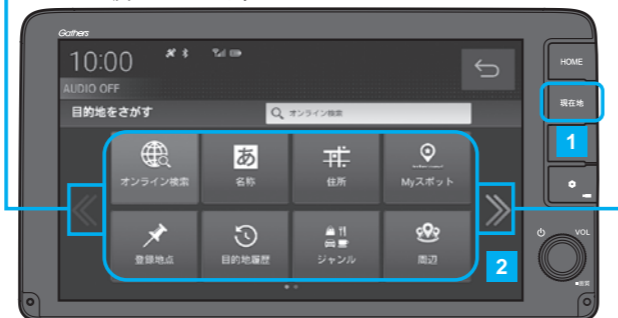 Gathers
10:00
AUDIO OFF
目的地をさがす
オンライン検索
オンライン検索 名称 住所 Myスポット
あ
登録地点 目的地履歴 ジャンル 周辺
HOME
現在地
1
2
VOL